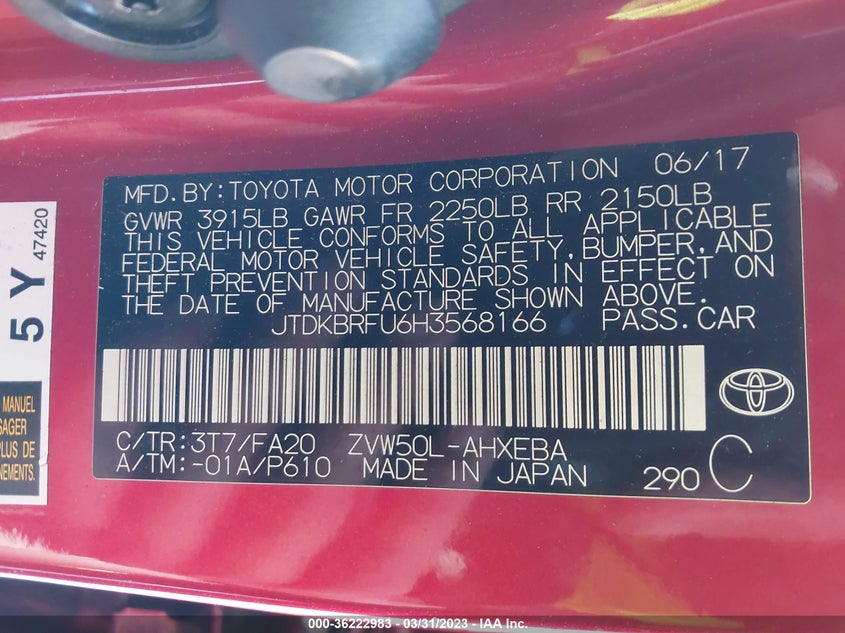 MFD.BY:TOYOTA MOTOR CORPORATION 06/17
GVWR 3915LB GAWR FR 2250LB RR 2150LB
THIS VEHICLE CONFORMS TO ALL APPLICABLE
FEDERAL MOTOR VEHICLE SAFETY,BUMPER,AND
THEFT PREVENTION STANDARDS IN EFFECT ON
THE DATE OF MANUFACTURE SHOWN ABOVE.
JTDKBRFU6H3568166 PASS.CAR
C/TR:3T7/FA20 ZVW50L-AHXEBA
A/TM:-01A/P610 MADE IN JAPAN 290 C
5 Y 47420
MANUEL
SAGER
PLUS DE
NEMENTS.
000-36222983 - 03/31/2023 - IAA Inc.